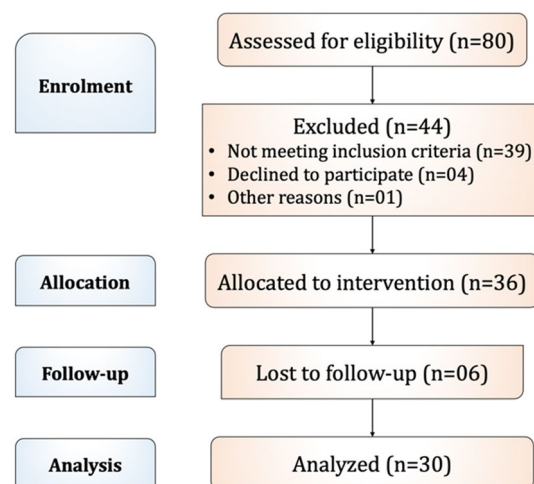 Enrolment
Assessed for eligibility (n=80)
Excluded (n=44)
• Not meeting inclusion criteria (n=39)
• Declined to participate (n=04)
• Other reasons (n=01)
Allocation
Allocated to intervention (n=36)
Follow-up
Lost to follow-up (n=06)
Analysis
Analyzed (n=30)